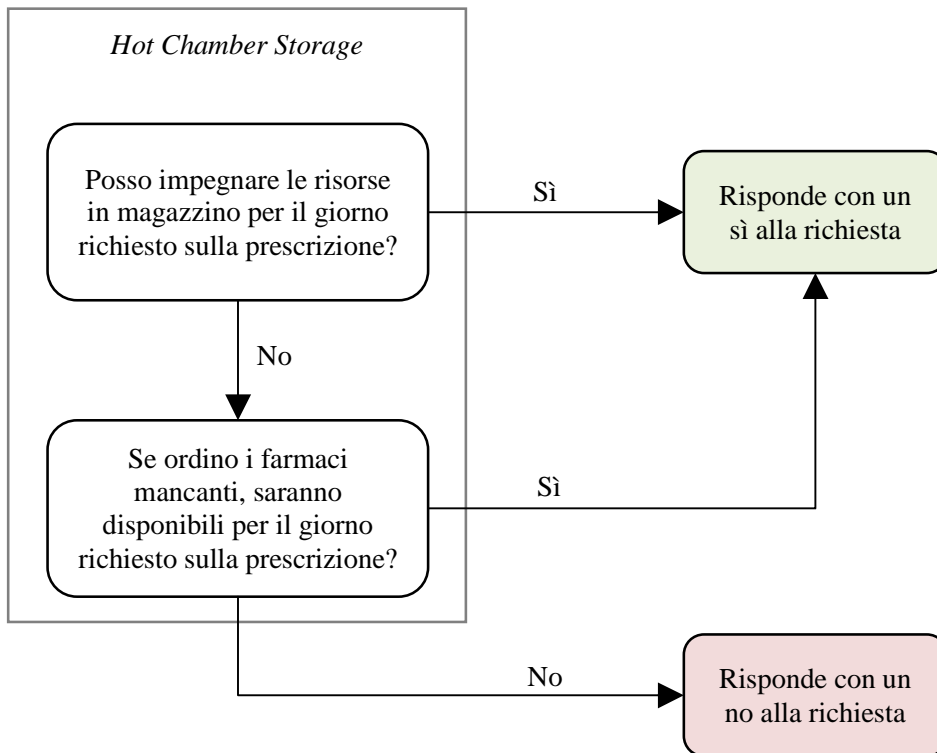 Hot Chamber Storage
Posso impegnare le risorse
in magazzino per il giorno
richiesto sulla prescrizione?
Sì
Risponde con un
sì alla richiesta
No
Se ordino i farmaci
mancanti, saranno
disponibili per il giorno
richiesto sulla prescrizione?
Sì
No
Risponde con un
no alla richiesta